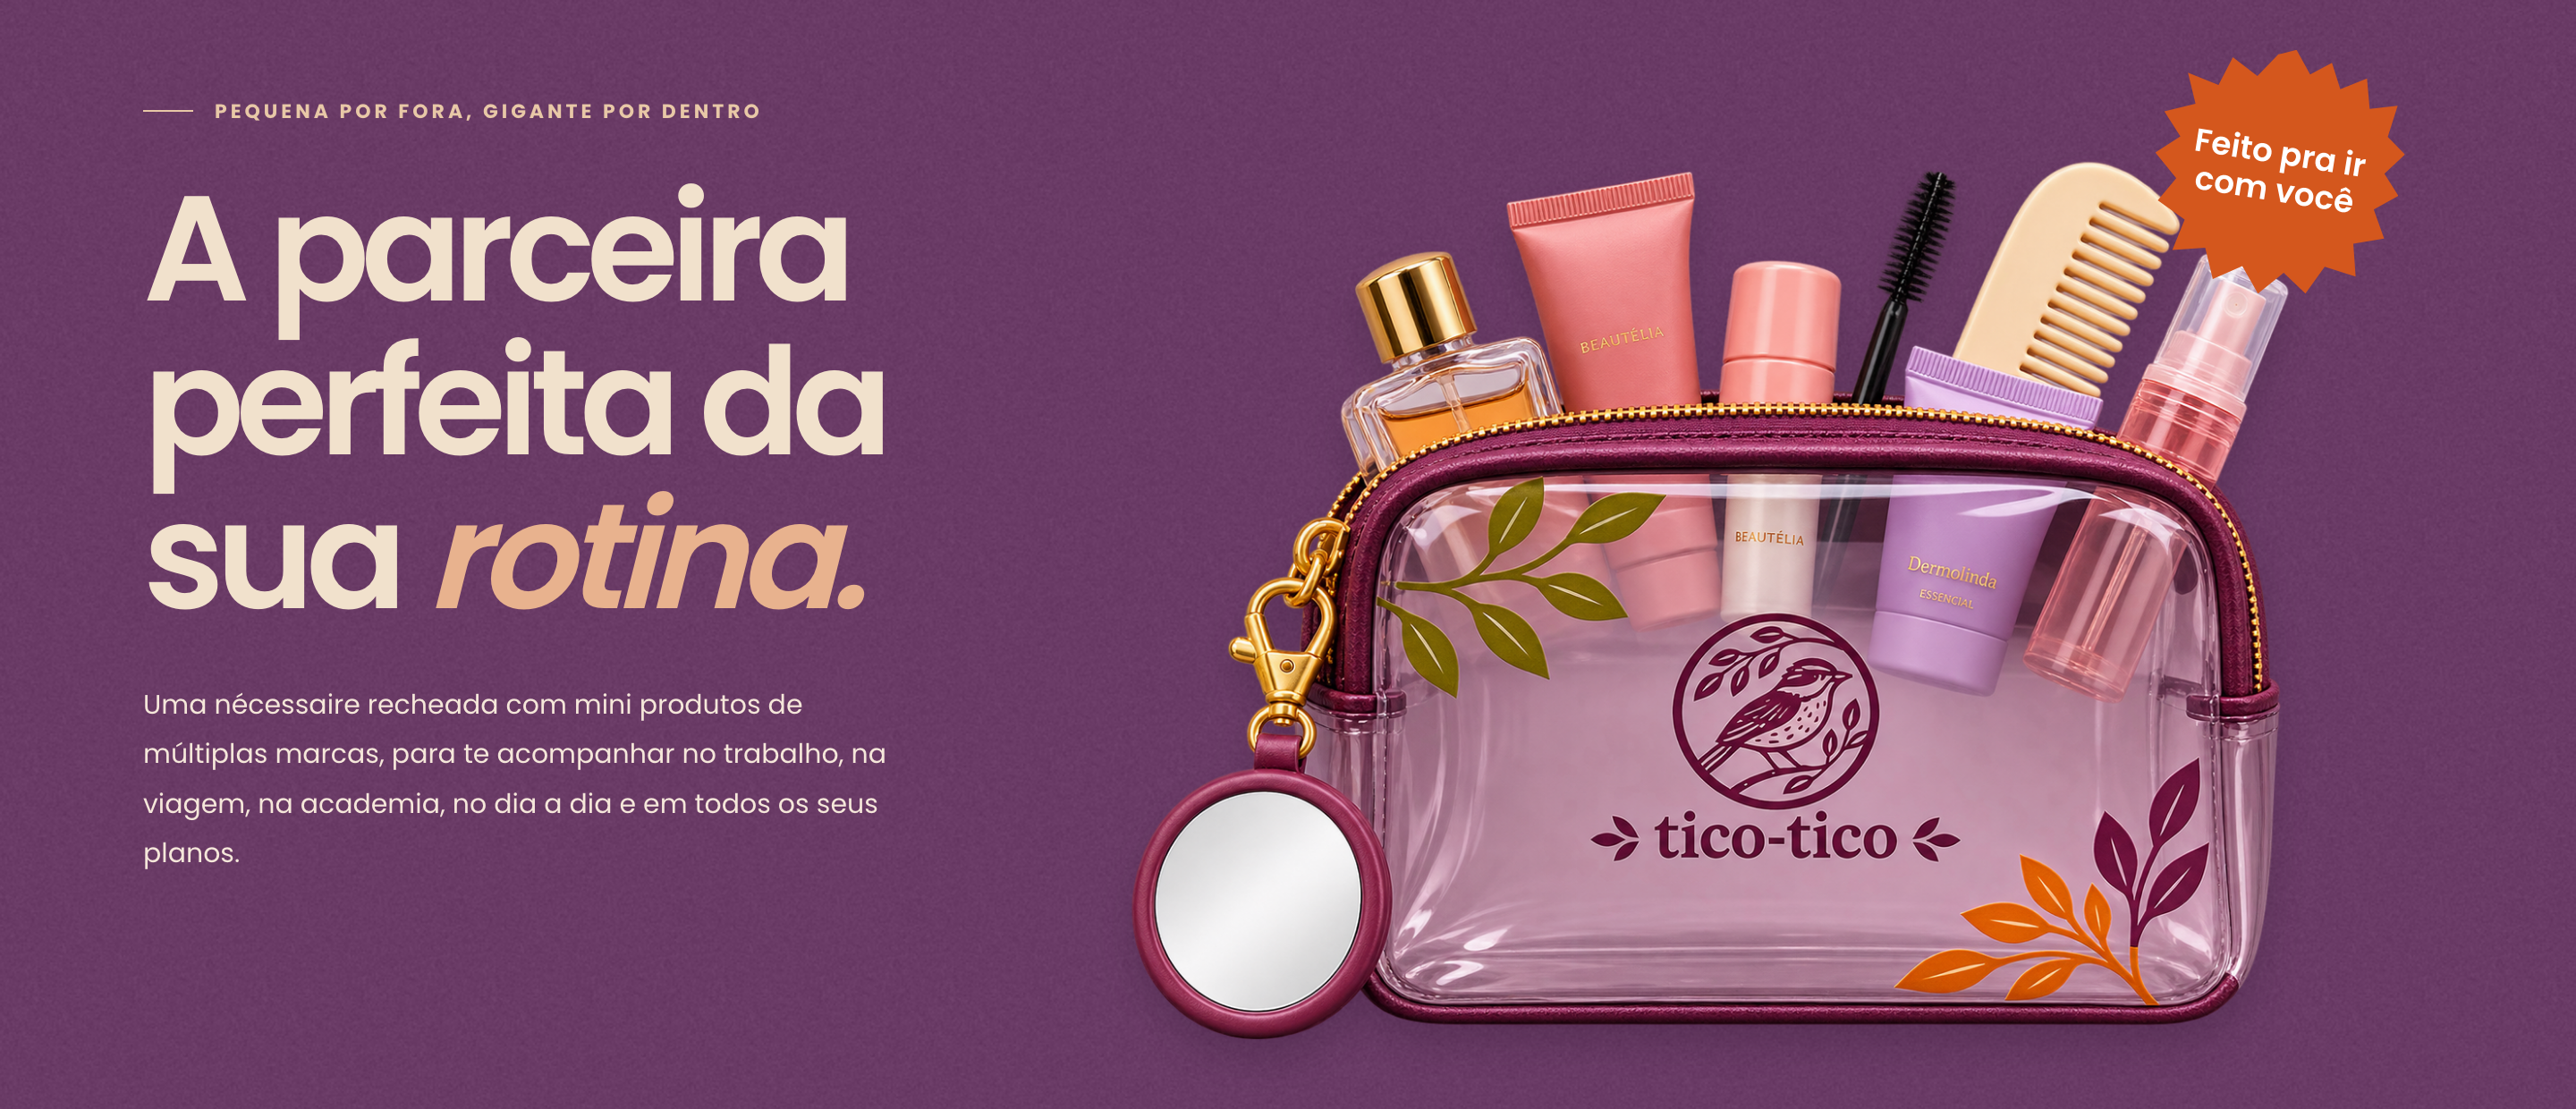 PEQUENA POR FORA, GIGANTE POR DENTRO
A parceira
perfeita da
sua rotina.
Uma nécessaire recheada com mini produtos de
múltiplas marcas, para te acompanhar no trabalho, na
viagem, na academia, no dia a dia e em todos os seus
planos.
Feito pra ir
com você
BEAUTÉLIA
BEAUTÉLIA
Dermolinda
ESSENCIAL
tico-tico